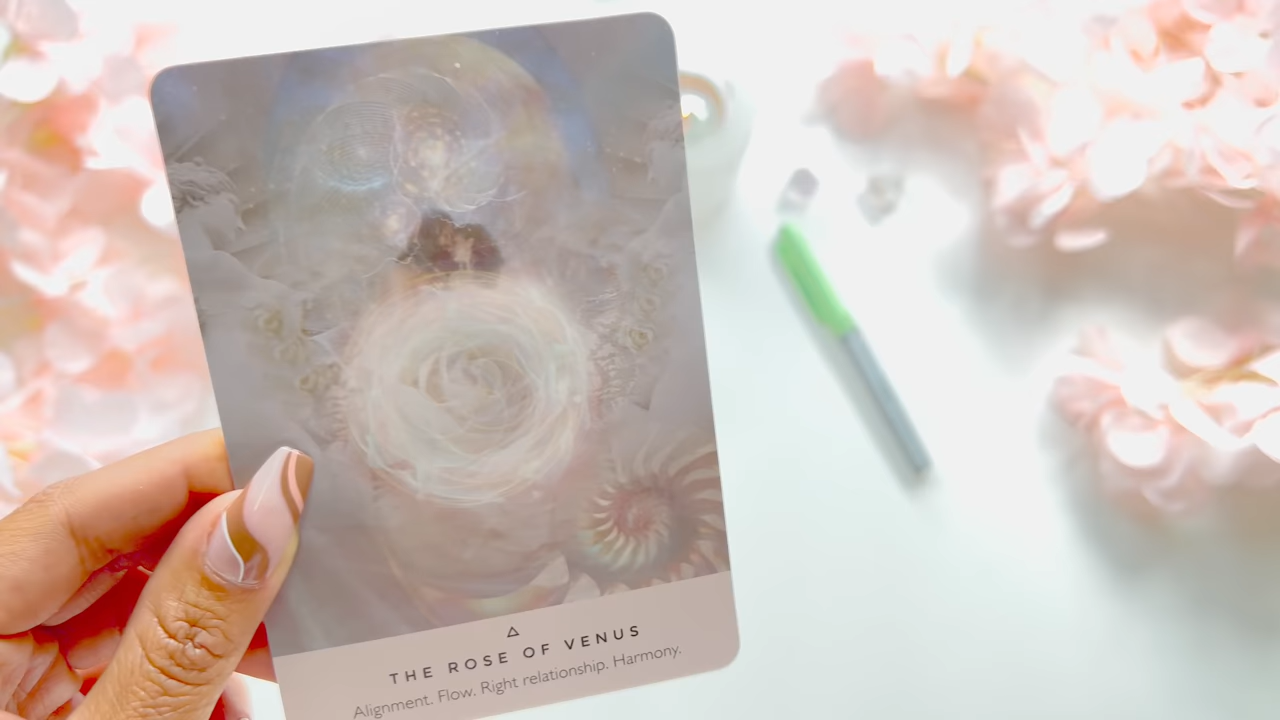 THE ROSE OF VENUS
Alignment. Flow. Right relationship. Harmony.